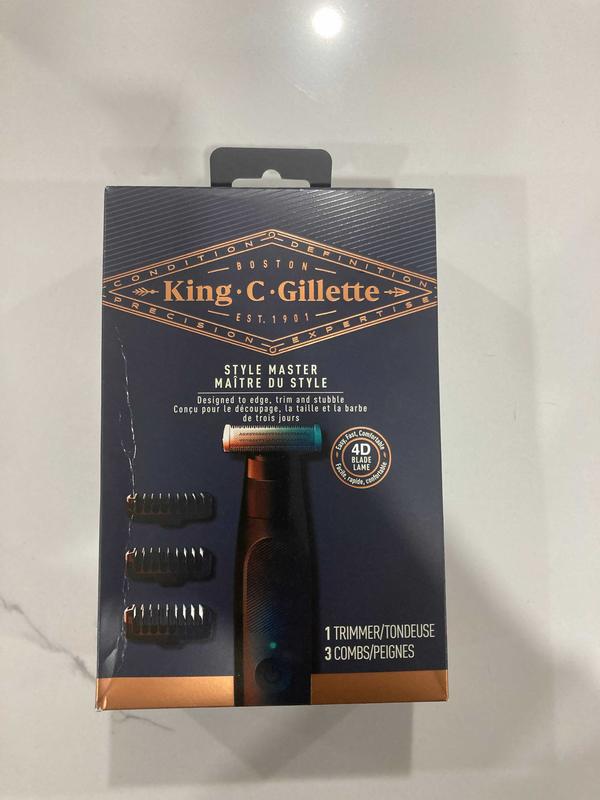 CONDITION DEFINITION
BOSTON
King·C·Gillette
EST. 1901
PRECISION EXPERTISE
STYLE MASTER
MAÎTRE DU STYLE
Designed to edge, trim and stubble
Conçu pour le découpage, la taille et la barbe
de trois jours
Easy, Fast, Comfortable
4D
BLADE
LAME
Facile, rapide, confortable
1 TRIMMER/TONDEUSE
3 COMBS/PEIGNES